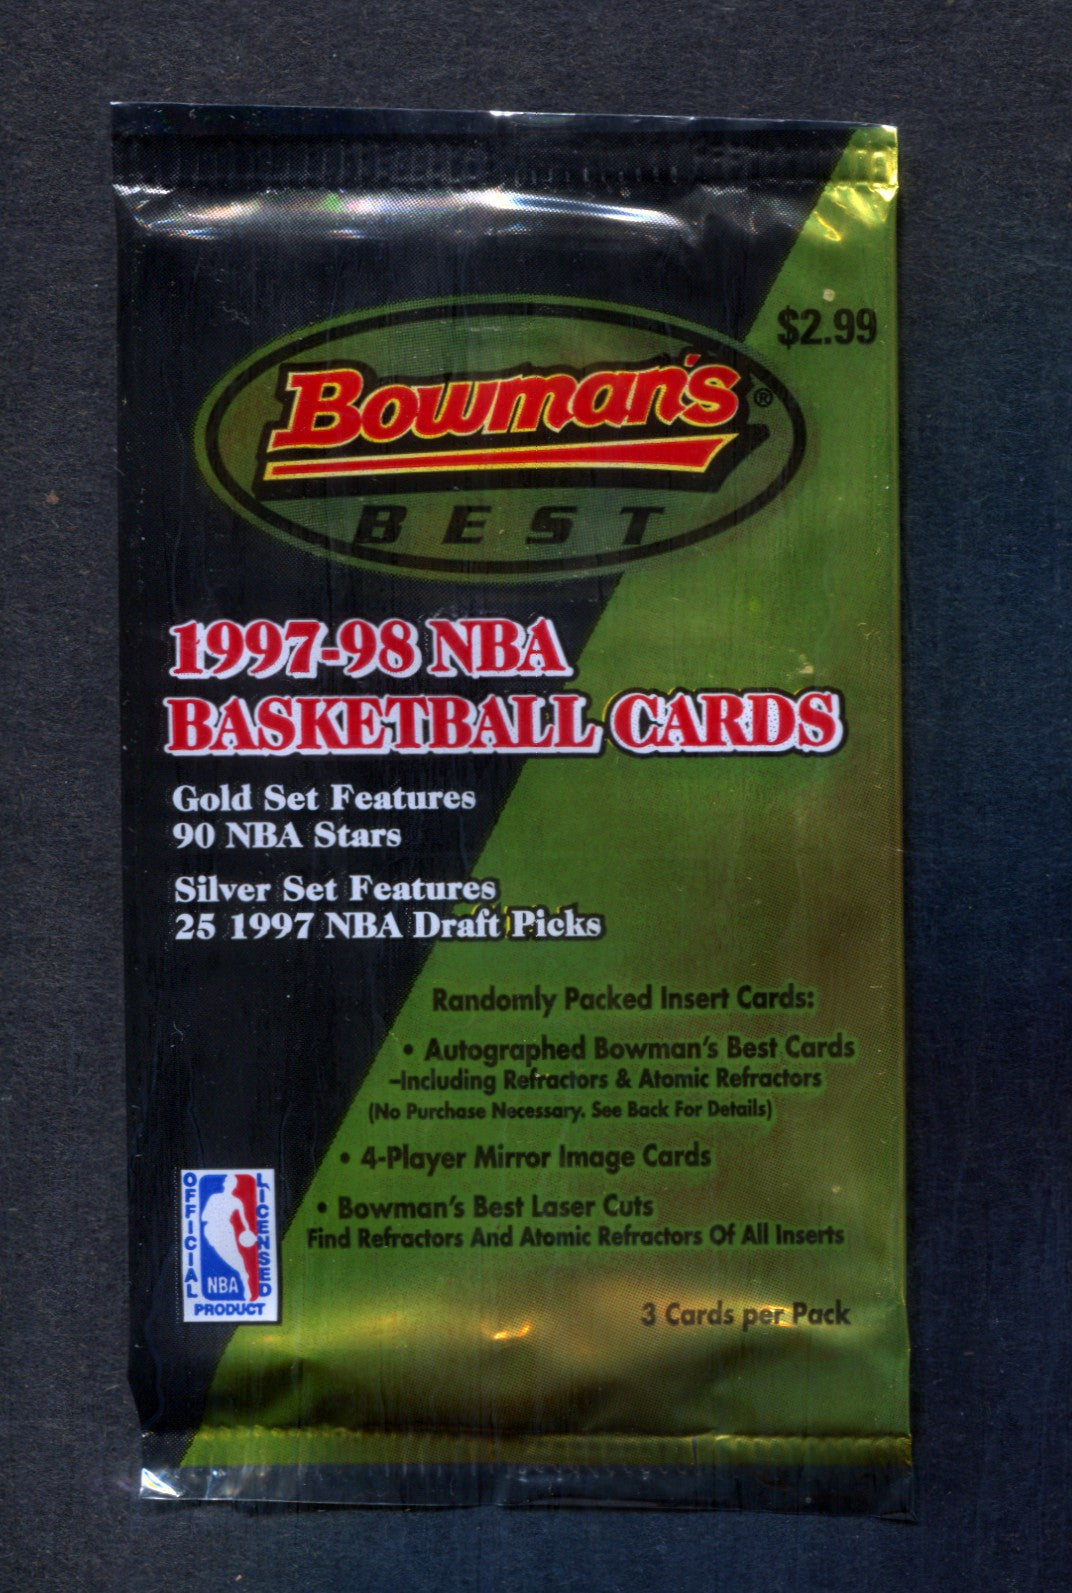 $2.99
Bowman's®
BEST
1997-98 NBA
BASKETBALL CARDS
Gold Set Features
90 NBA Stars
Silver Set Features
25 1997 NBA Draft Picks
Randomly Packed Insert Cards:
• Autographed Bowman's Best Cards
–Including Refractors & Atomic Refractors
(No Purchase Necessary. See Back For Details)
• 4-Player Mirror Image Cards
• Bowman's Best Laser Cuts
Find Refractors And Atomic Refractors Of All Inserts
OFFICIAL
LICENSED
NBA
PRODUCT
3 Cards per Pack